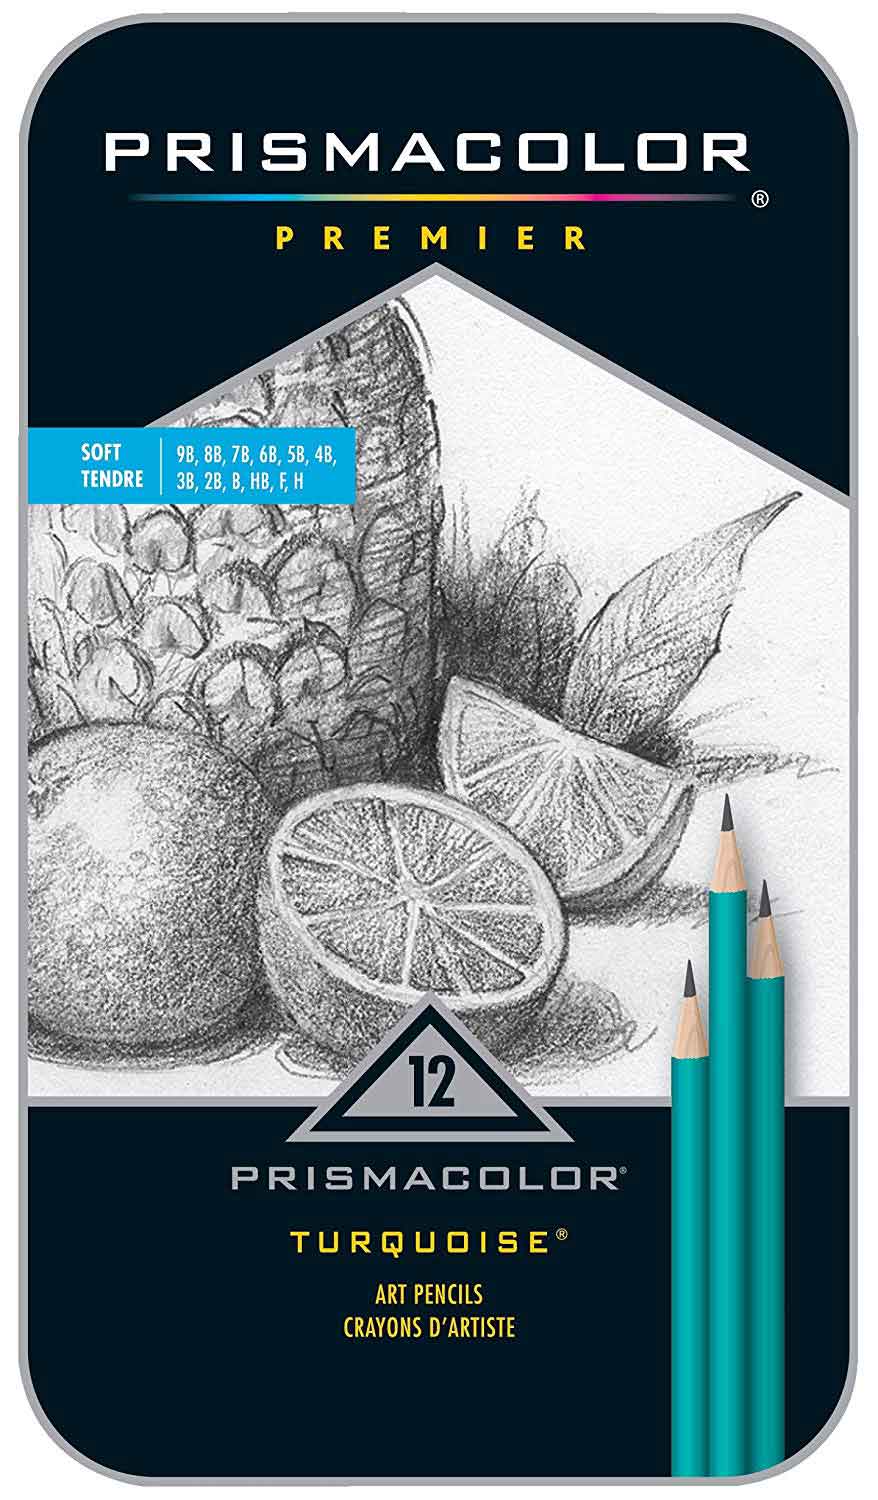 PRISMACOLOR
®
PREMIER
SOFT 9B, 8B, 7B, 6B, 5B, 4B,
TENDRE 3B, 2B, B, HB, F, H
12
PRISMACOLOR®
TURQUOISE®
ART PENCILS
CRAYONS D'ARTISTE